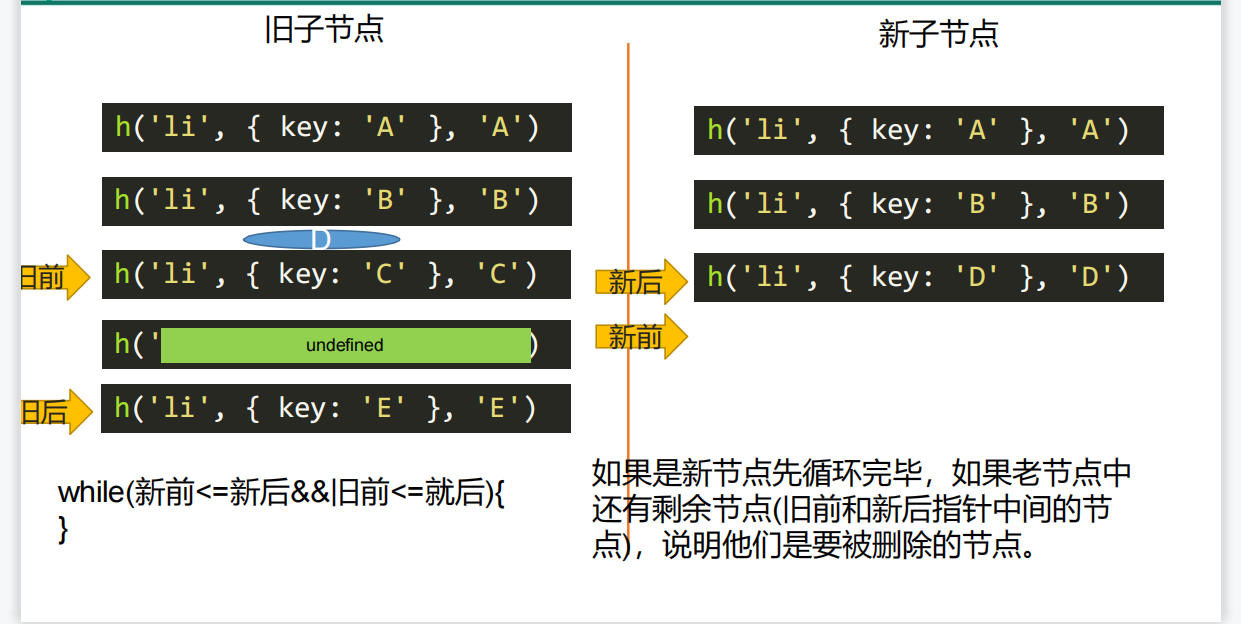 旧子节点
新子节点
h('li', { key: 'A' }, 'A')
h('li', { key: 'A' }, 'A')
h('li', { key: 'B' }, 'B')
h('li', { key: 'B' }, 'B')
D
旧前
h('li', { key: 'C' }, 'C')
新后
h('li', { key: 'D' }, 'D')
新前
h('
undefined
)
旧后
h('li', { key: 'E' }, 'E')
while(新前<=新后&&旧前<=就后){
}
如果是新节点先循环完毕，如果老节点中
还有剩余节点(旧前和新后指针中间的节
点)，说明他们是要被删除的节点。